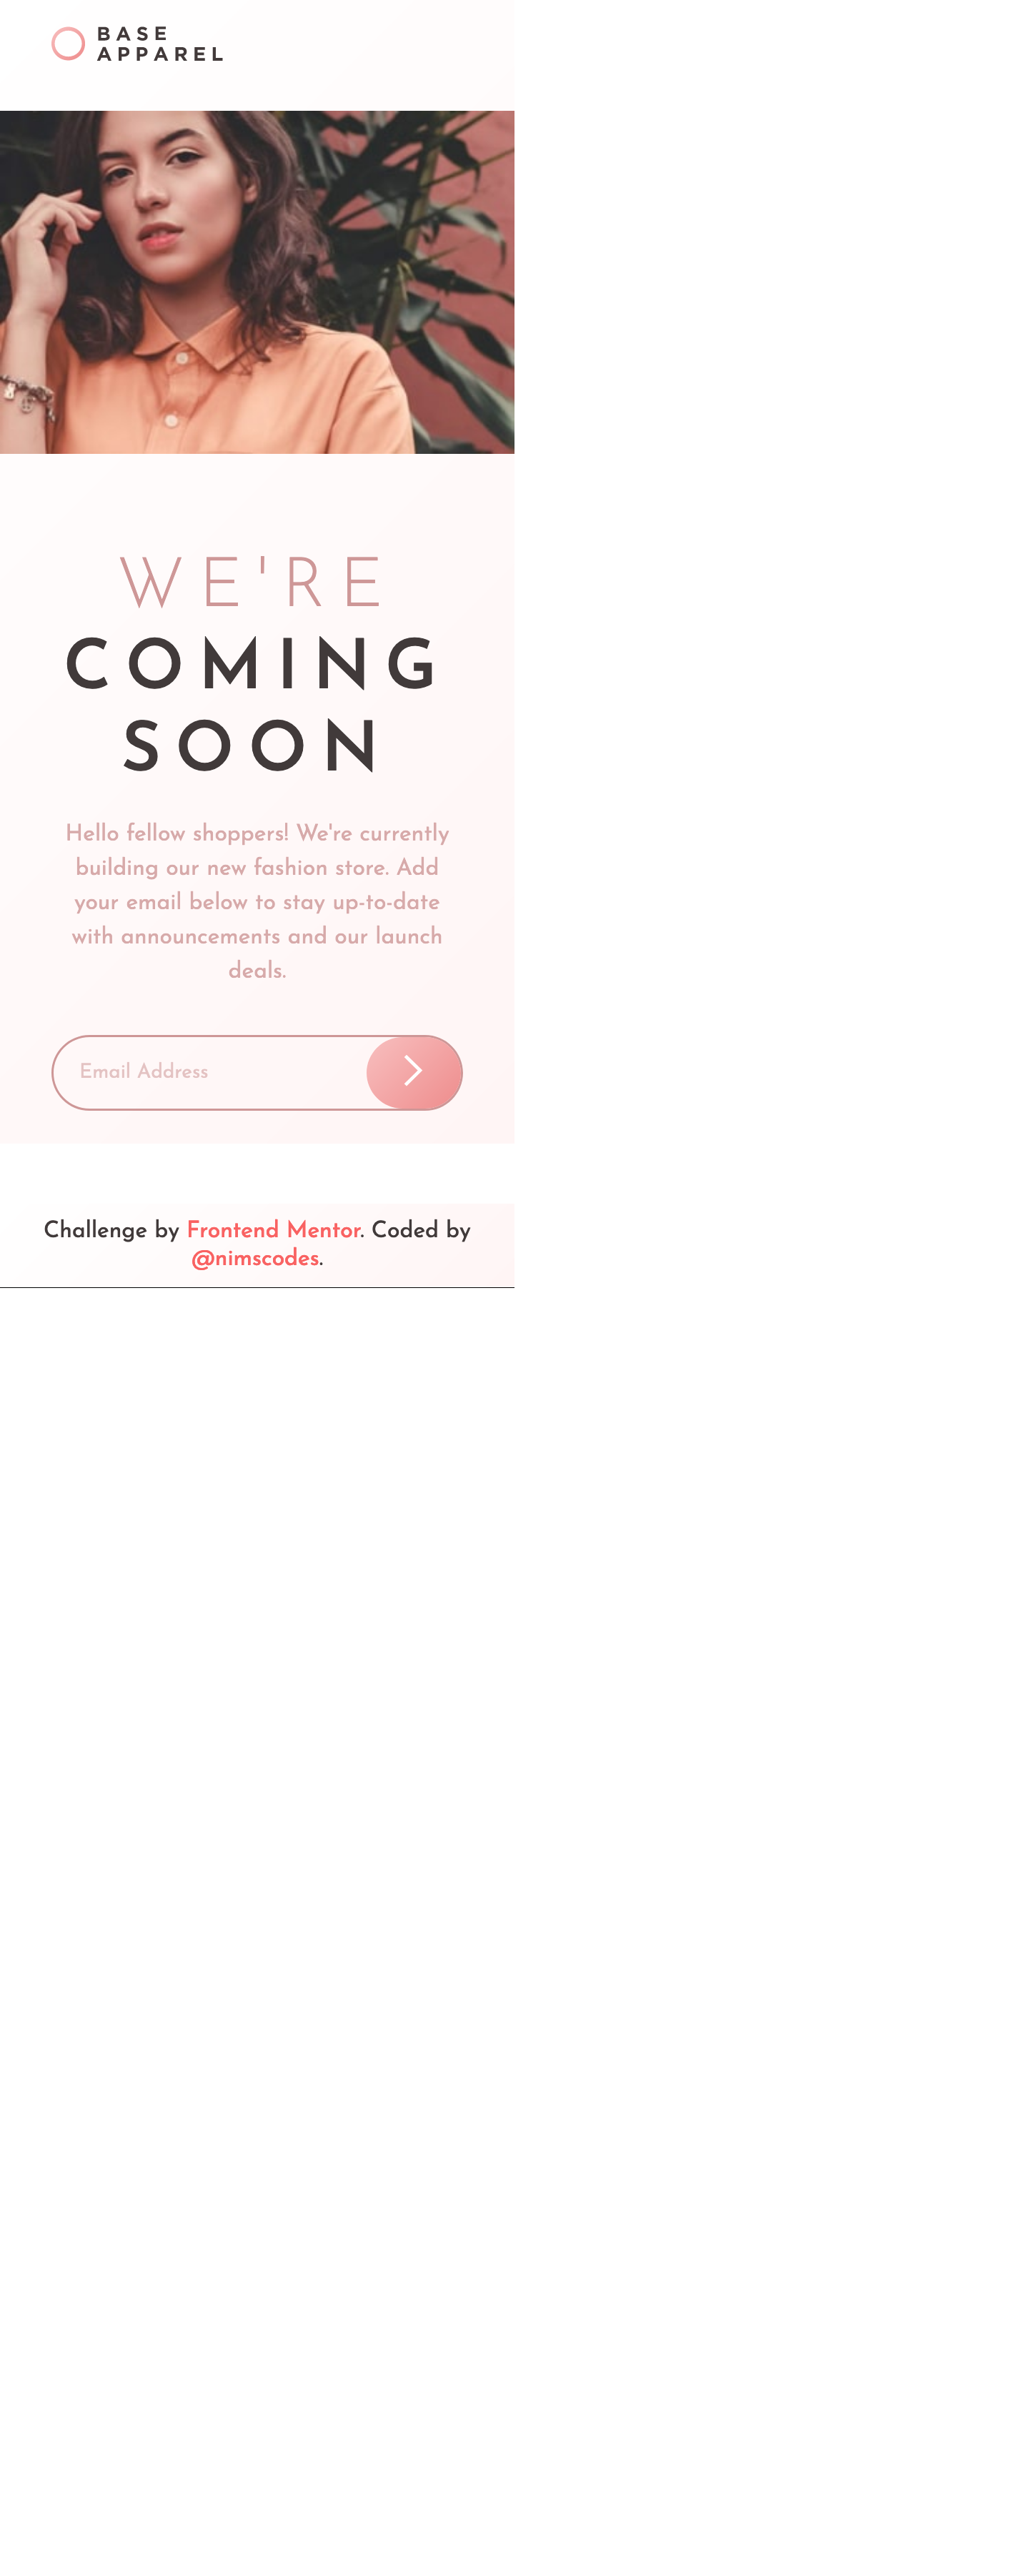 BASE
APPAREL
WE'RE
COMING
SOON
Hello fellow shoppers! We're currently
building our new fashion store. Add
your email below to stay up-to-date
with announcements and our launch
deals.
Email Address
Challenge by Frontend Mentor. Coded by
@nimscodes.